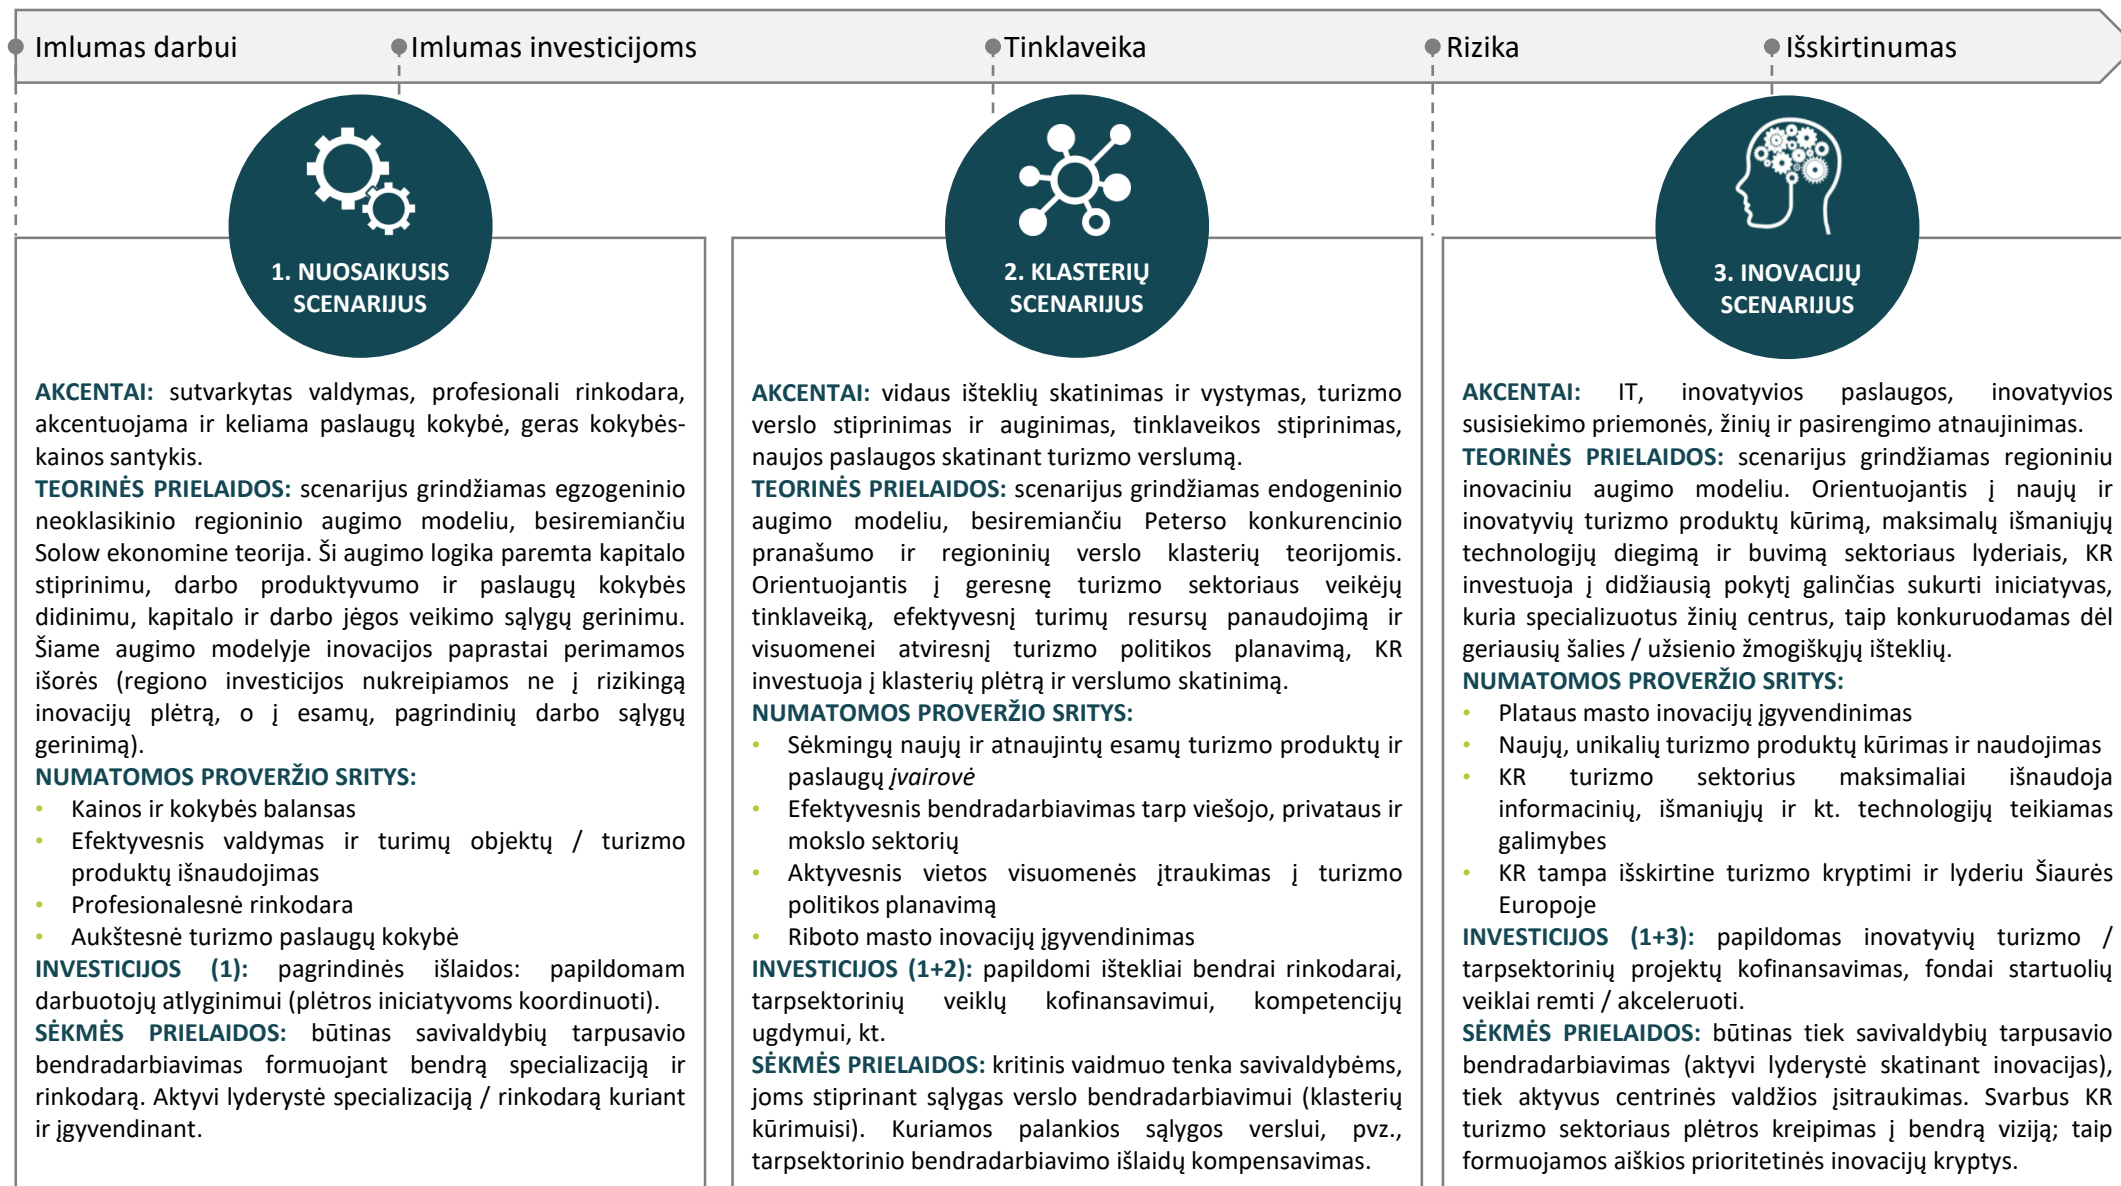 Imlumas darbui
Imlumas investicijoms
Tinklaveika
Rizika
Išskirtinumas
1. NUOSAIKUSIS
SCENARIJUS
AKCENTAI: sutvarkytas valdymas, profesionali rinkodara,
akcentuojama ir keliama paslaugų kokybė, geras kokybės-
kainos santykis.
TEORINĖS PRIELAIDOS: scenarijus grindžiamas egzogeninio
neoklasikinio regioninio augimo modeliu, besiremiančiu
Solow ekonomine teorija. Ši augimo logika paremta kapitalo
stiprinimu, darbo produktyvumo ir paslaugų kokybės
didinimu, kapitalo ir darbo jėgos veikimo sąlygų gerinimu.
Šiame augimo modelyje inovacijos paprastai perimamos
išorės (regiono investicijos nukreipiamos ne į rizikingą
inovacijų plėtrą, o į esamų, pagrindinių darbo sąlygų
gerinimą).
NUMATOMOS PROVERŽIO SRITYS:
• Kainos ir kokybės balansas
• Efektyvesnis valdymas ir turimų objektų / turizmo
produktų išnaudojimas
• Profesionalesnė rinkodara
• Aukštesnė turizmo paslaugų kokybė
INVESTICIJOS (1): pagrindinės išlaidos: papildomam
darbuotojų atlyginimui (plėtros iniciatyvoms koordinuoti).
SĖKMĖS PRIELAIDOS: būtinas savivaldybių tarpusavio
bendradarbiavimas formuojant bendrą specializaciją ir
rinkodarą. Aktyvi lyderystė specializaciją / rinkodarą kuriant
ir įgyvendinant.
2. KLASTERIŲ
SCENARIJUS
AKCENTAI: vidaus išteklių skatinimas ir vystymas, turizmo
verslo stiprinimas ir auginimas, tinklaveikos stiprinimas,
naujos paslaugos skatinant turizmo verslumą.
TEORINĖS PRIELAIDOS: scenarijus grindžiamas endogeninio
augimo modeliu, besiremiančiu Peterso konkurencinio
pranašumo ir regioninių verslo klasterių teorijomis.
Orientuojantis į geresnę turizmo sektoriaus veikėjų
tinklaveiką, efektyvesnį turimų resursų panaudojimą ir
visuomenei atviresnį turizmo politikos planavimą, KR
investuoja į klasterių plėtrą ir verslumo skatinimą.
NUMATOMOS PROVERŽIO SRITYS:
• Sėkmingų naujų ir atnaujintų esamų turizmo produktų ir
paslaugų įvairovė
• Efektyvesnis bendradarbiavimas tarp viešojo, privataus ir
mokslo sektorių
• Aktyvesnis vietos visuomenės įtraukimas į turizmo
politikos planavimą
• Riboto masto inovacijų įgyvendinimas
INVESTICIJOS (1+2): papildomi ištekliai bendrai rinkodarai,
tarpsektorinių veiklų kofinansavimui, kompetencijų
ugdymui, kt.
SĖKMĖS PRIELAIDOS: kritinis vaidmuo tenka savivaldybėms,
joms stiprinant sąlygas verslo bendradarbiavimui (klasterių
kūrimuisi). Kuriamos palankios sąlygos verslui, pvz.,
tarpsektorinio bendradarbiavimo išlaidų kompensavimas.
3. INOVACIJŲ
SCENARIJUS
AKCENTAI: IT, inovatyvios paslaugos, inovatyvios
susisiekimo priemonės, žinių ir pasirengimo atnaujinimas.
TEORINĖS PRIELAIDOS: scenarijus grindžiamas regioniniu
inovaciniu augimo modeliu. Orientuojantis į naujų ir
inovatyvių turizmo produktų kūrimą, maksimalų išmaniųjų
technologijų diegimą ir buvimą sektoriaus lyderiais, KR
investuoja į didžiausią pokytį galinčias sukurti iniciatyvas,
kuria specializuotus žinių centrus, taip konkuruodamas dėl
geriausių šalies / užsienio žmogiškųjų išteklių.
NUMATOMOS PROVERŽIO SRITYS:
• Plataus masto inovacijų įgyvendinimas
• Naujų, unikalių turizmo produktų kūrimas ir naudojimas
• KR turizmo sektorius maksimaliai išnaudoja
informacinių, išmaniųjų ir kt. technologijų teikiamas
galimybes
• KR tampa išskirtine turizmo kryptimi ir lyderiu Šiaurės
Europoje
INVESTICIJOS (1+3): papildomas inovatyvių turizmo /
tarpsektorinių projektų kofinansavimas, fondai startuolių
veiklai remti / akceleruoti.
SĖKMĖS PRIELAIDOS: būtinas tiek savivaldybių tarpusavio
bendradarbiavimas (aktyvi lyderystė skatinant inovacijas),
tiek aktyvus centrinės valdžios įsitraukimas. Svarbus KR
turizmo sektoriaus plėtros kreipimas į bendrą viziją; taip
formuojamos aiškios prioritetinės inovacijų kryptys.